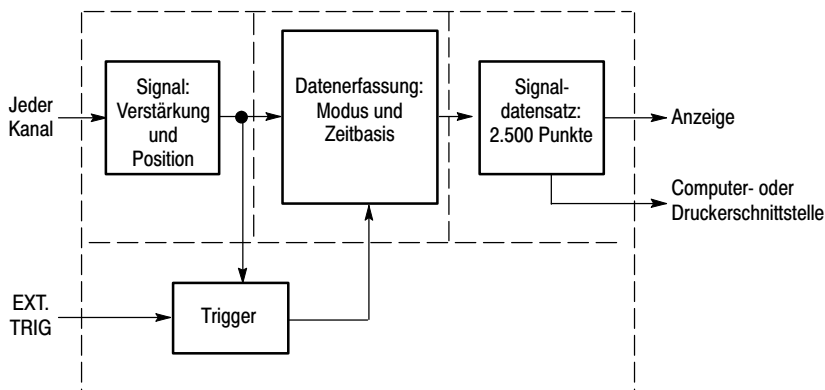 Jeder
Kanal
Signal:
Verstärkung
und
Position
Datenerfassung:
Modus und
Zeitbasis
Signal-
datensatz:
2.500 Punkte
Anzeige
Computer- oder
Druckerschnittstelle
EXT.
TRIG
Trigger